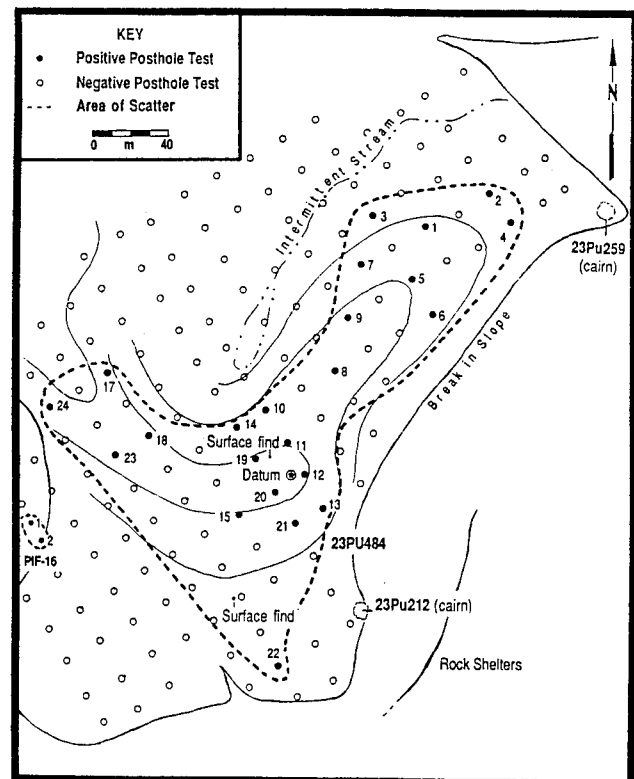 KEY
Positive Posthole Test
Negative Posthole Test
Area of Scatter
0 m 40
N
Intermittent Stream
2
3
1
4
23Pu259
(cairn)
7
5
6
9
8
Break in Slope
17
24
10
14
Surface find
11
18
19
23
Datum
12
20
15
13
21
1
2
PIF-16
23PU484
23Pu212 (cairn)
Surface find
22
Rock Shelters